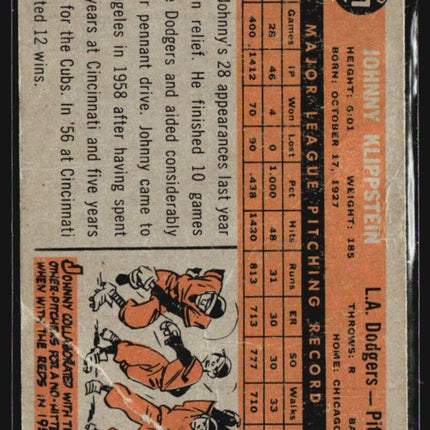 JOHNNY KLIPPSTEIN
L.A. Dodgers —
HEIGHT: 6:01 WEIGHT: 185
THROWS: R
BORN: OCTOBER 17, 1927
HOME: CHICAGO
MAJOR LEAGUE PITCHING RECORD
Games IP Won Lost Pct Hits Runs ER SO Walks
28 46 4 0 1.000 48 31 31 30 33
400 1412 70 90 .438 1430 813 713 777 710
Johnny's 28 appearances last year
Dodgers and aided considerably
relief. He finished 10 games
pennant drive. Johnny came to
in 1958 after having spent
years at Cincinnati and five years
for the Cubs. In '56 at Cincinnati
12 wins.
JOHNNY COLLABORATED WITH
OTHER PITCHERS FOR A NO-HITTER
WHEN WITH THE REDS IN